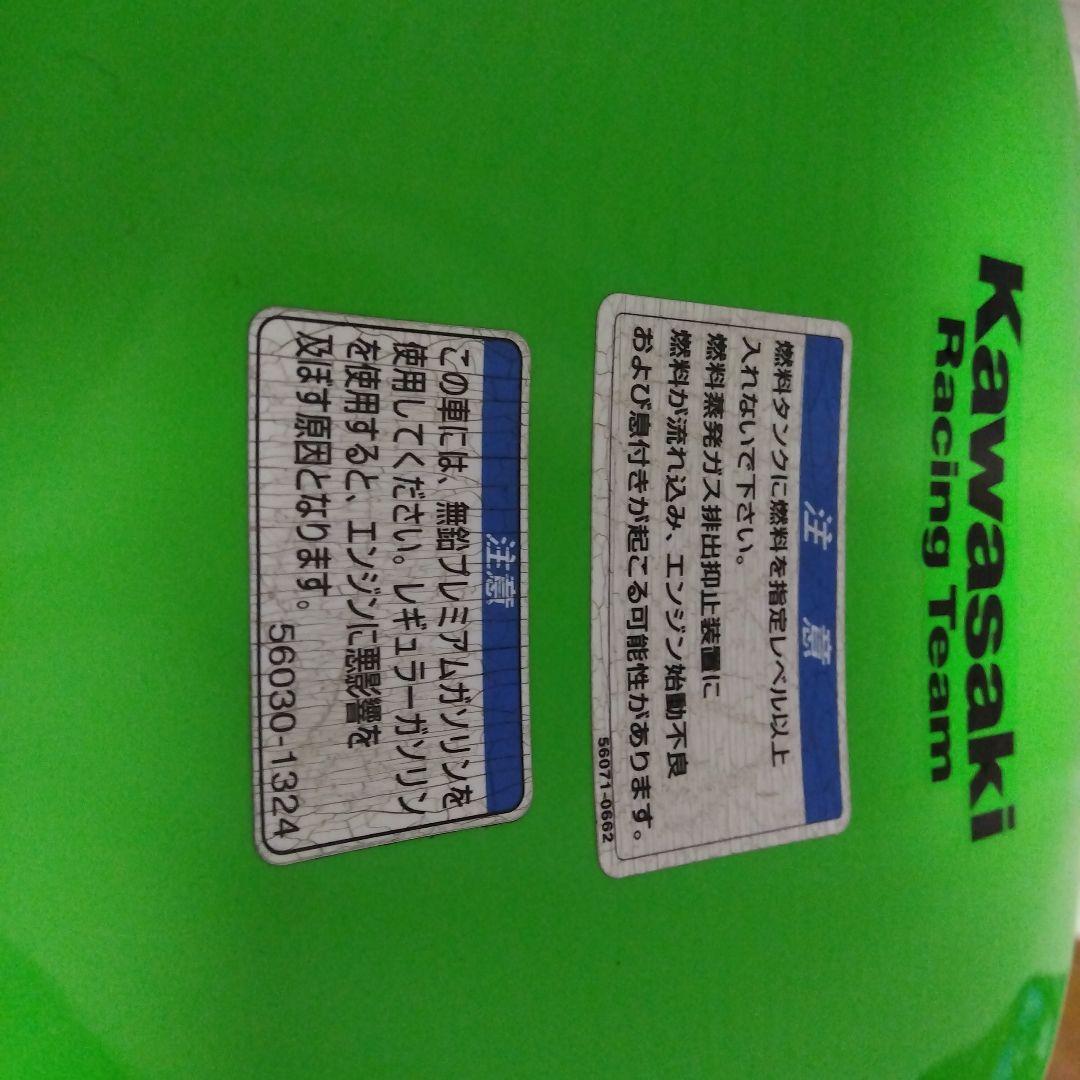 Kawasaki
Racing Team
注 意
燃料タンクに燃料を指定レベル以上
入れないで下さい。
燃料蒸発ガス排出抑止装置に
燃料が流れ込み、エンジン始動不良
および息付きが起こる可能性があります。
56071-0662
注意
この車には、無鉛プレミアムガソリンを
使用してください。レギュラーガソリン
を使用すると、エンジンに悪影響を
及ぼす原因となります。
56030-1324